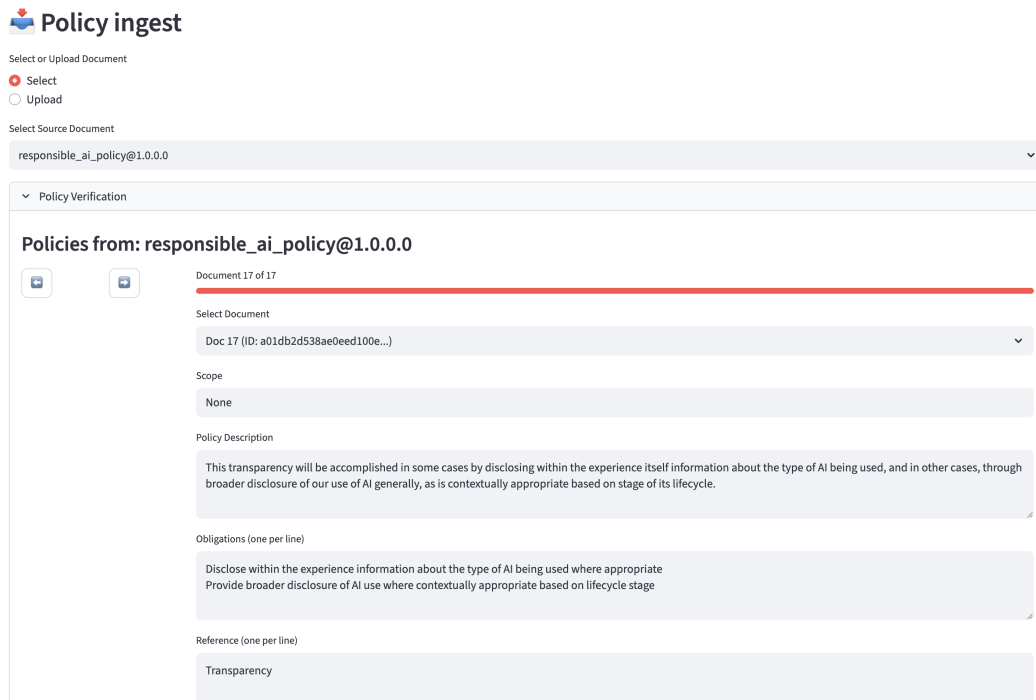 Policy ingest
Select or Upload Document
Select
Upload
Select Source Document
responsible_ai_policy@1.0.0.0
Policy Verification
Policies from: responsible_ai_policy@1.0.0.0
Document 17 of 17
Select Document
Doc 17 (ID: a01db2d538ae0eed100e...)
Scope
None
Policy Description
This transparency will be accomplished in some cases by disclosing within the experience itself information about the type of AI being used, and in other cases, through
broader disclosure of our use of AI generally, as is contextually appropriate based on stage of its lifecycle.
Obligations (one per line)
Disclose within the experience information about the type of AI being used where appropriate
Provide broader disclosure of AI use where contextually appropriate based on lifecycle stage
Reference (one per line)
Transparency